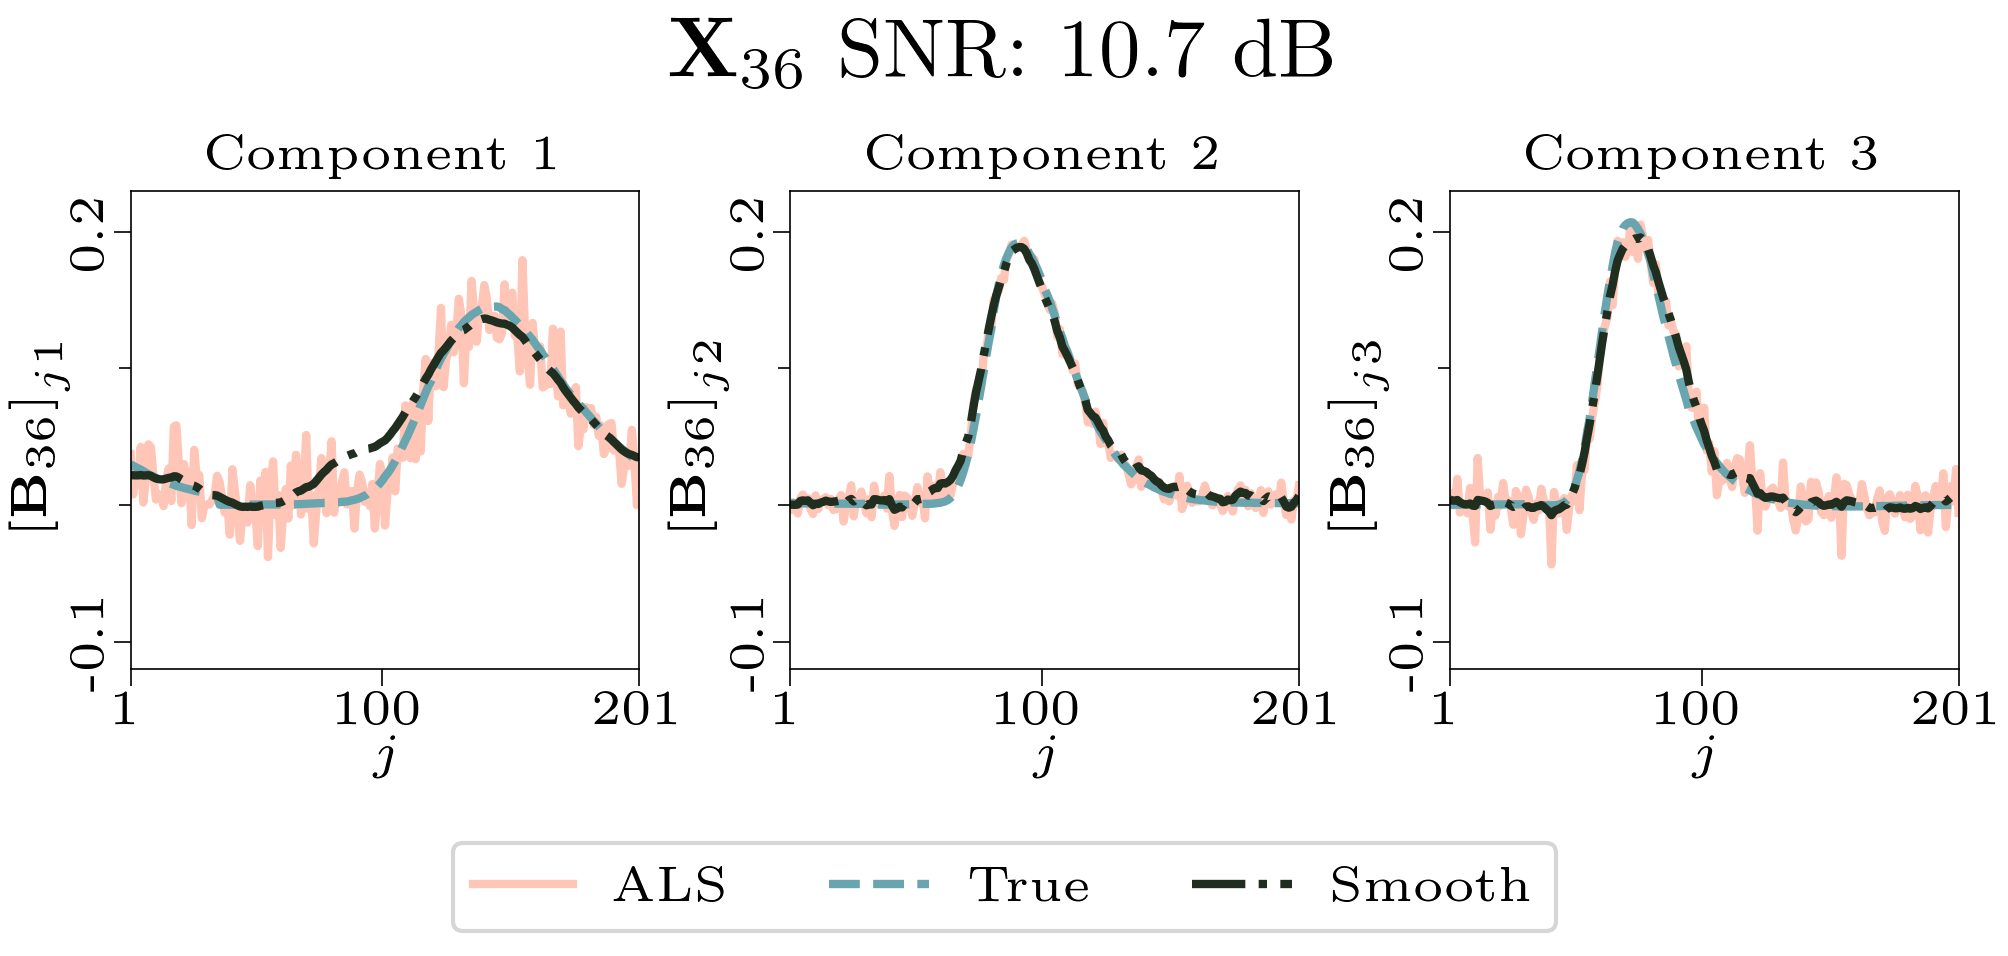 X36 SNR: 10.7 dB
Component 1
Component 2
Component 3
[B36]j1
0.2
-0.1
1
100
201
j
[B36]j2
0.2
-0.1
1
100
201
j
[B36]j3
0.2
-0.1
1
100
201
j
ALS
True
Smooth